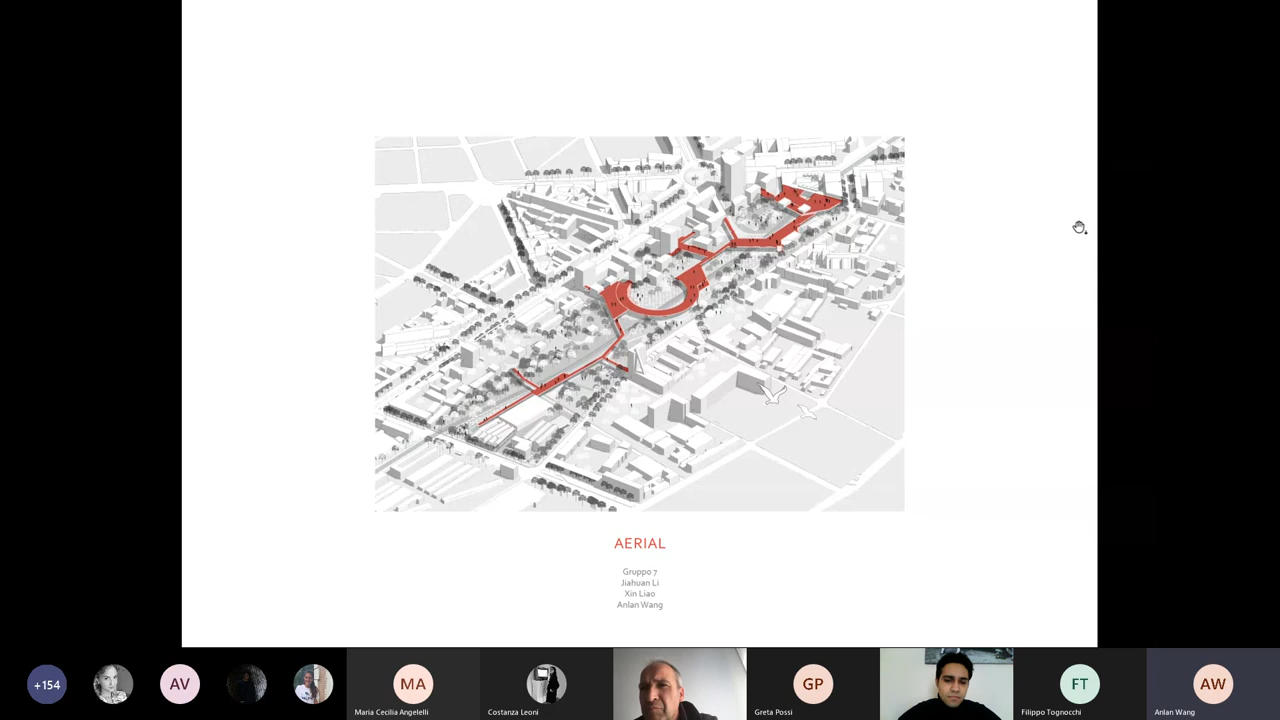 AERIAL
Gruppo 7
Jiahuan Li
Xin Liao
Anlan Wang
+154
AV
MA
Maria Cecilia Angelelli
Costanza Leoni
GP
Greta Possi
FT
Filippo Tognocchi
AW
Anlan Wang